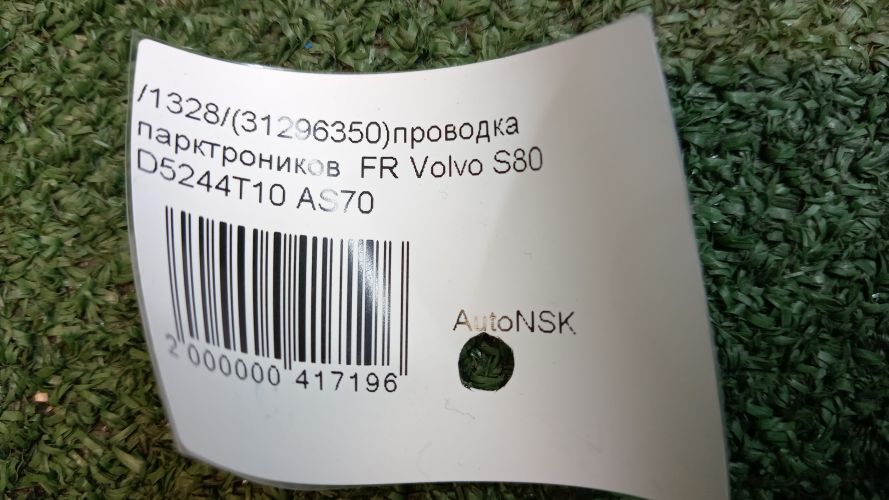 /1328/(31296350)проводка
парктроников FR Volvo S80
D5244T10 AS70
2 000000 417196
AutoNSK